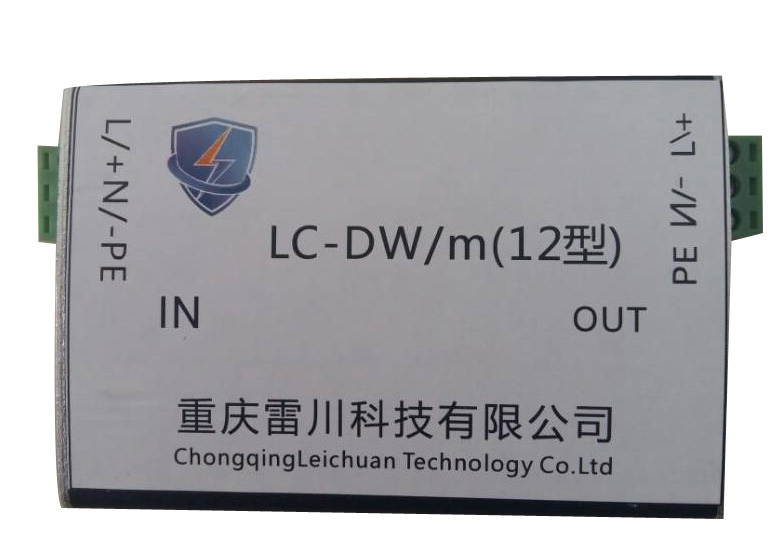 L/+N/-PE
LC-DW/m(12型)
PE N/- L\+
IN
OUT
重庆雷川科技有限公司
ChongqingLeichuan Technology Co.Ltd